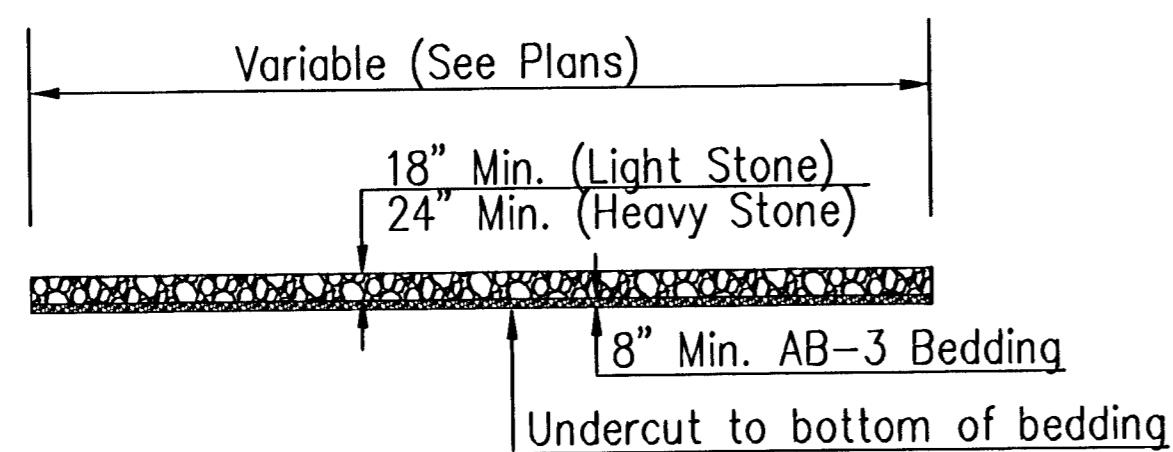 Variable (See Plans)
18” Min. (Light Stone)
24” Min. (Heavy Stone)
8” Min. AB-3 Bedding
Undercut to bottom of bedding